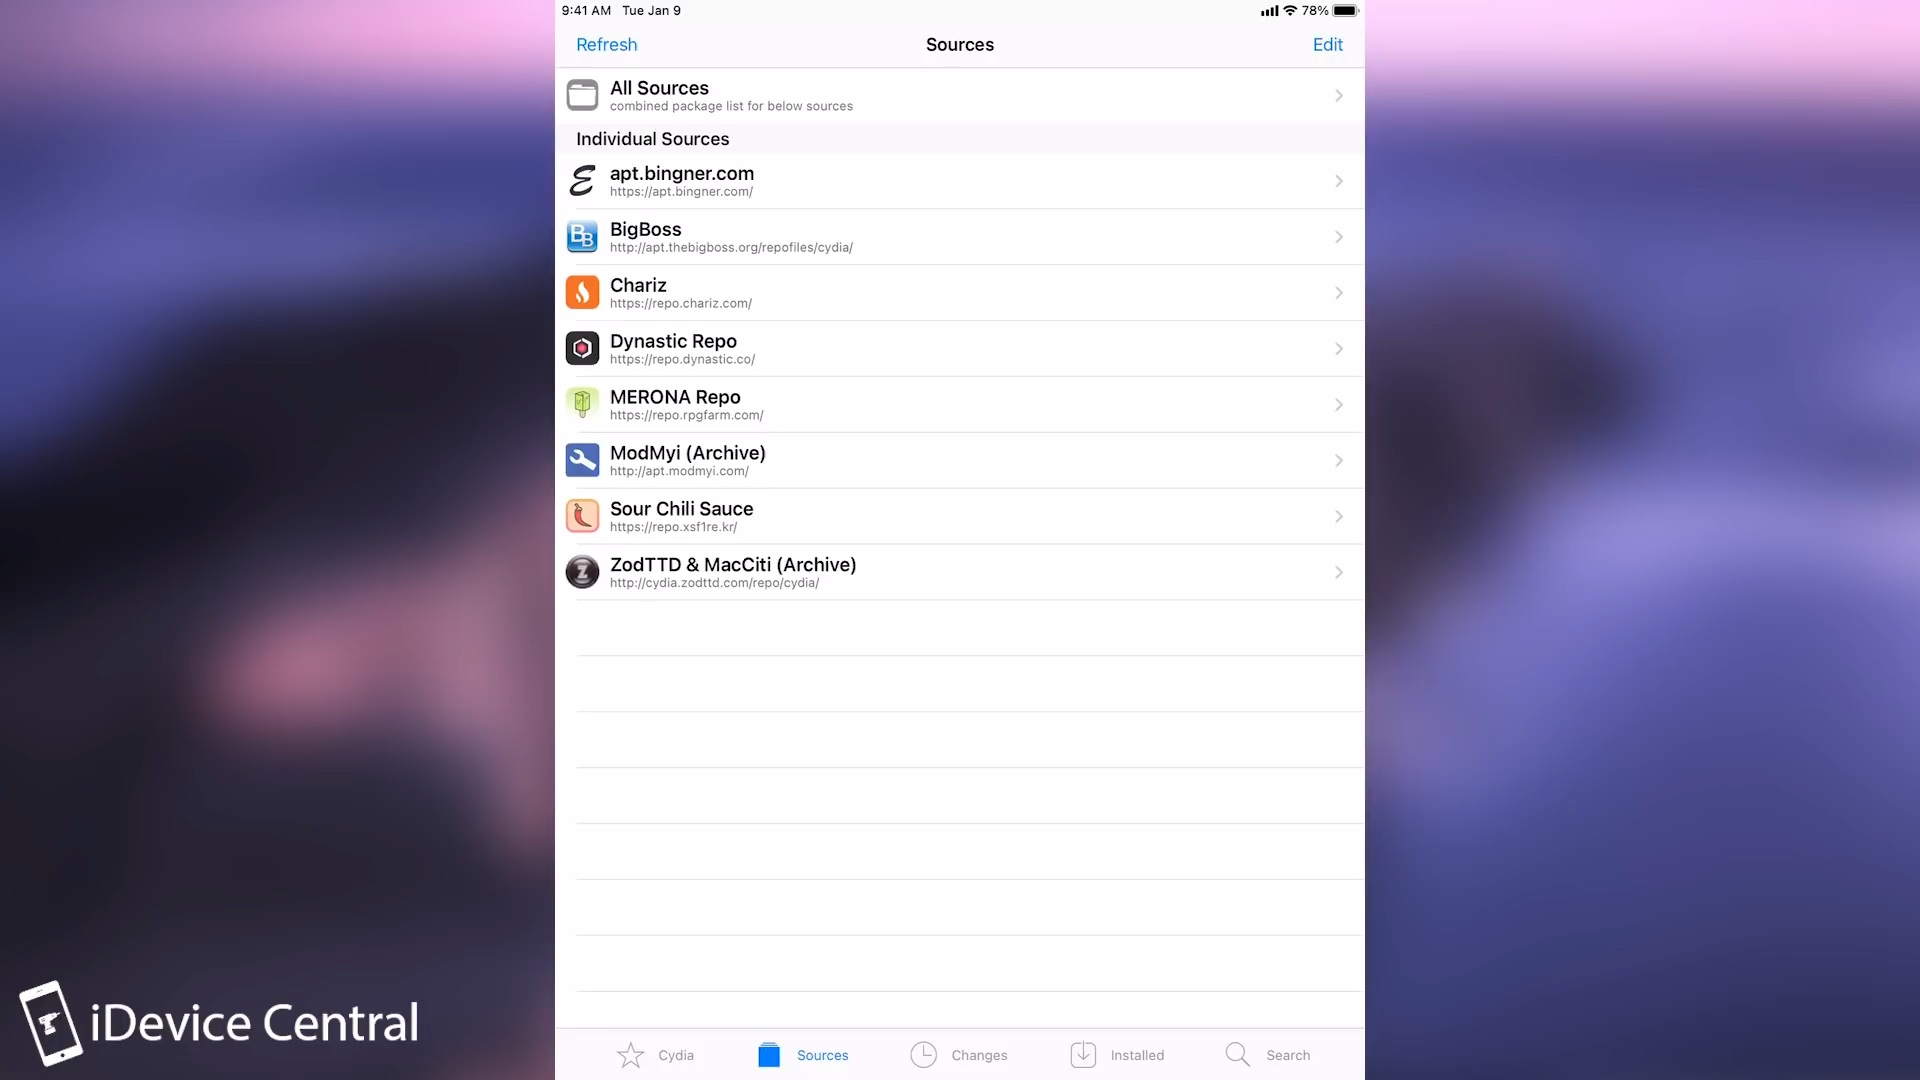 9:41 AM Tue Jan 9
78%
Refresh
Sources
Edit
All Sources
combined package list for below sources
Individual Sources
apt.bingner.com
https://apt.bingner.com/
BigBoss
http://apt.thebigboss.org/repofiles/cydia/
Chariz
https://repo.chariz.com/
Dynastic Repo
https://repo.dynastic.co/
MERONA Repo
https://repo.rpgfarm.com/
ModMyi (Archive)
http://apt.modmyi.com/
Sour Chili Sauce
https://repo.xsf1re.kr/
ZodTTD & MacCiti (Archive)
http://cydia.zodttd.com/repo/cydia/
Cydia
Sources
Changes
Installed
Search
iDevice Central